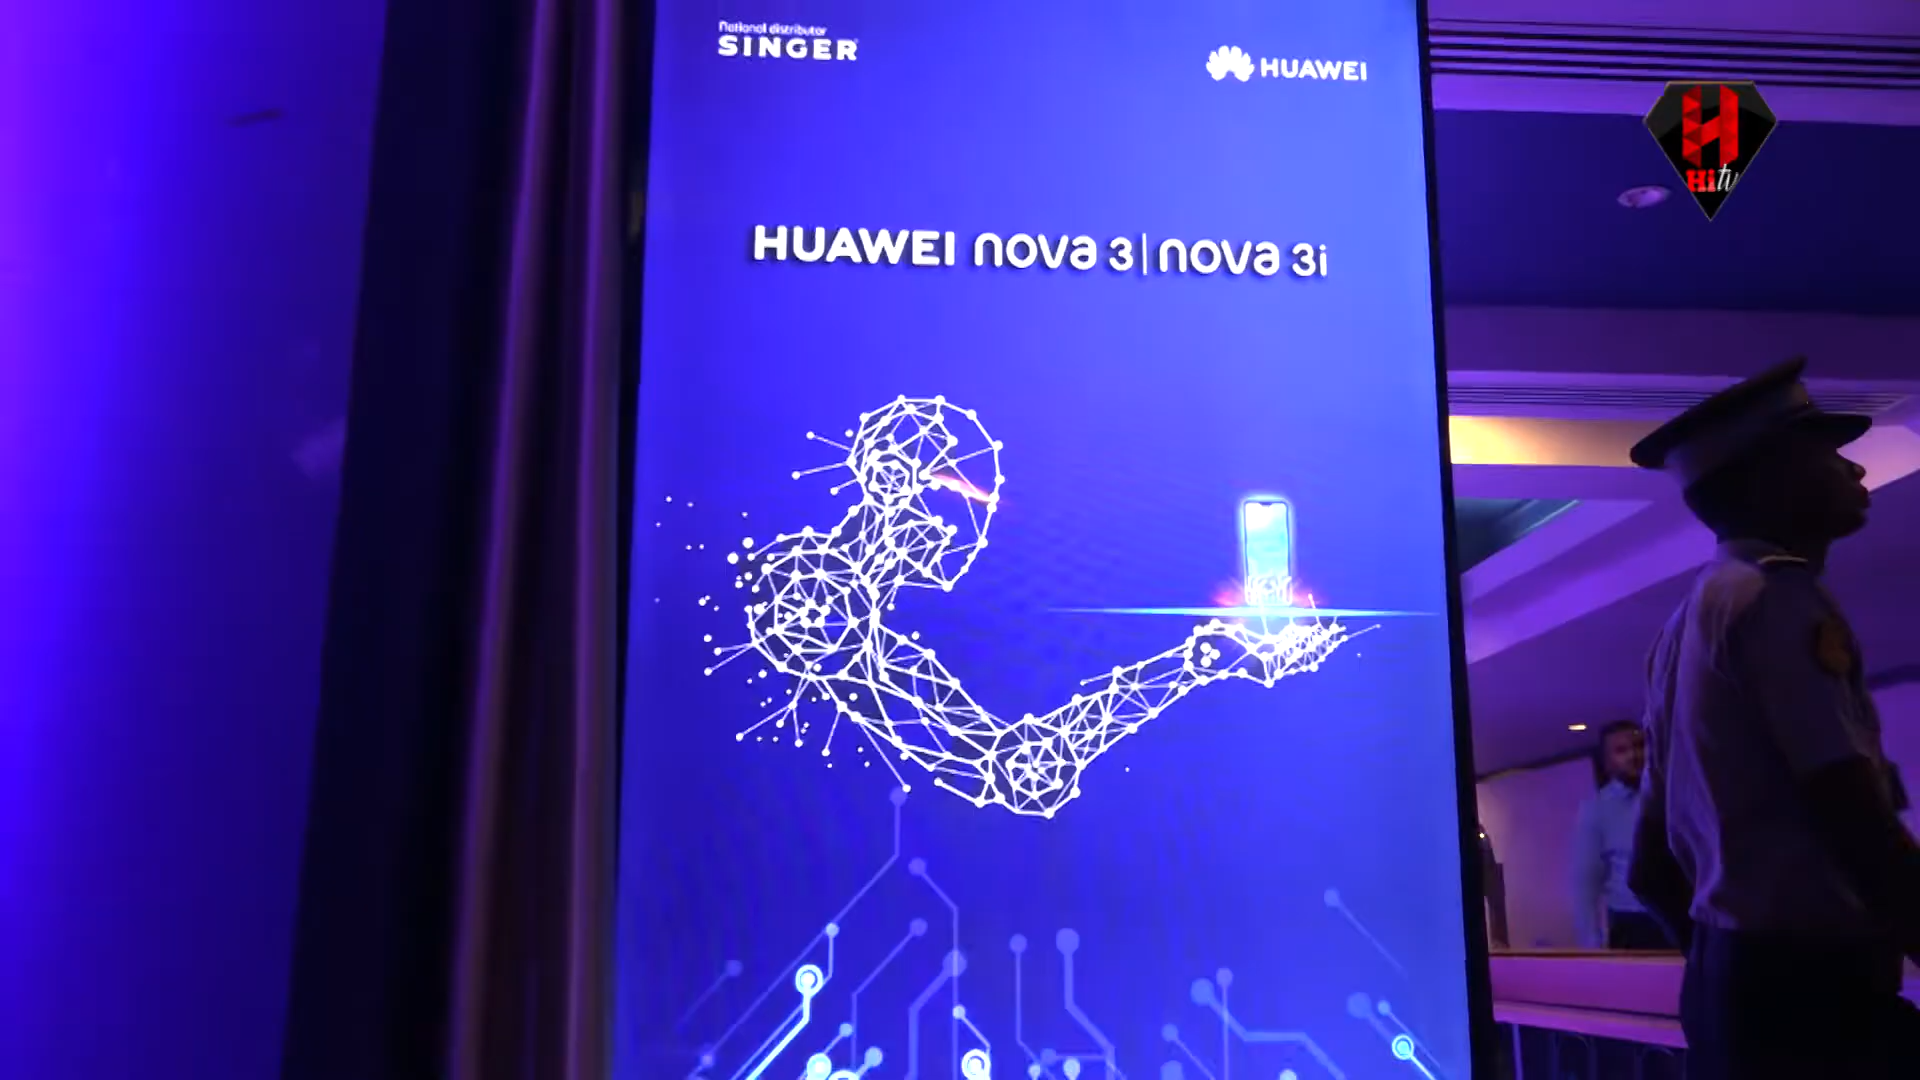 National distributor
SINGER
HUAWEI
HUAWEI nova 3 | nova 3i
H
Hitv